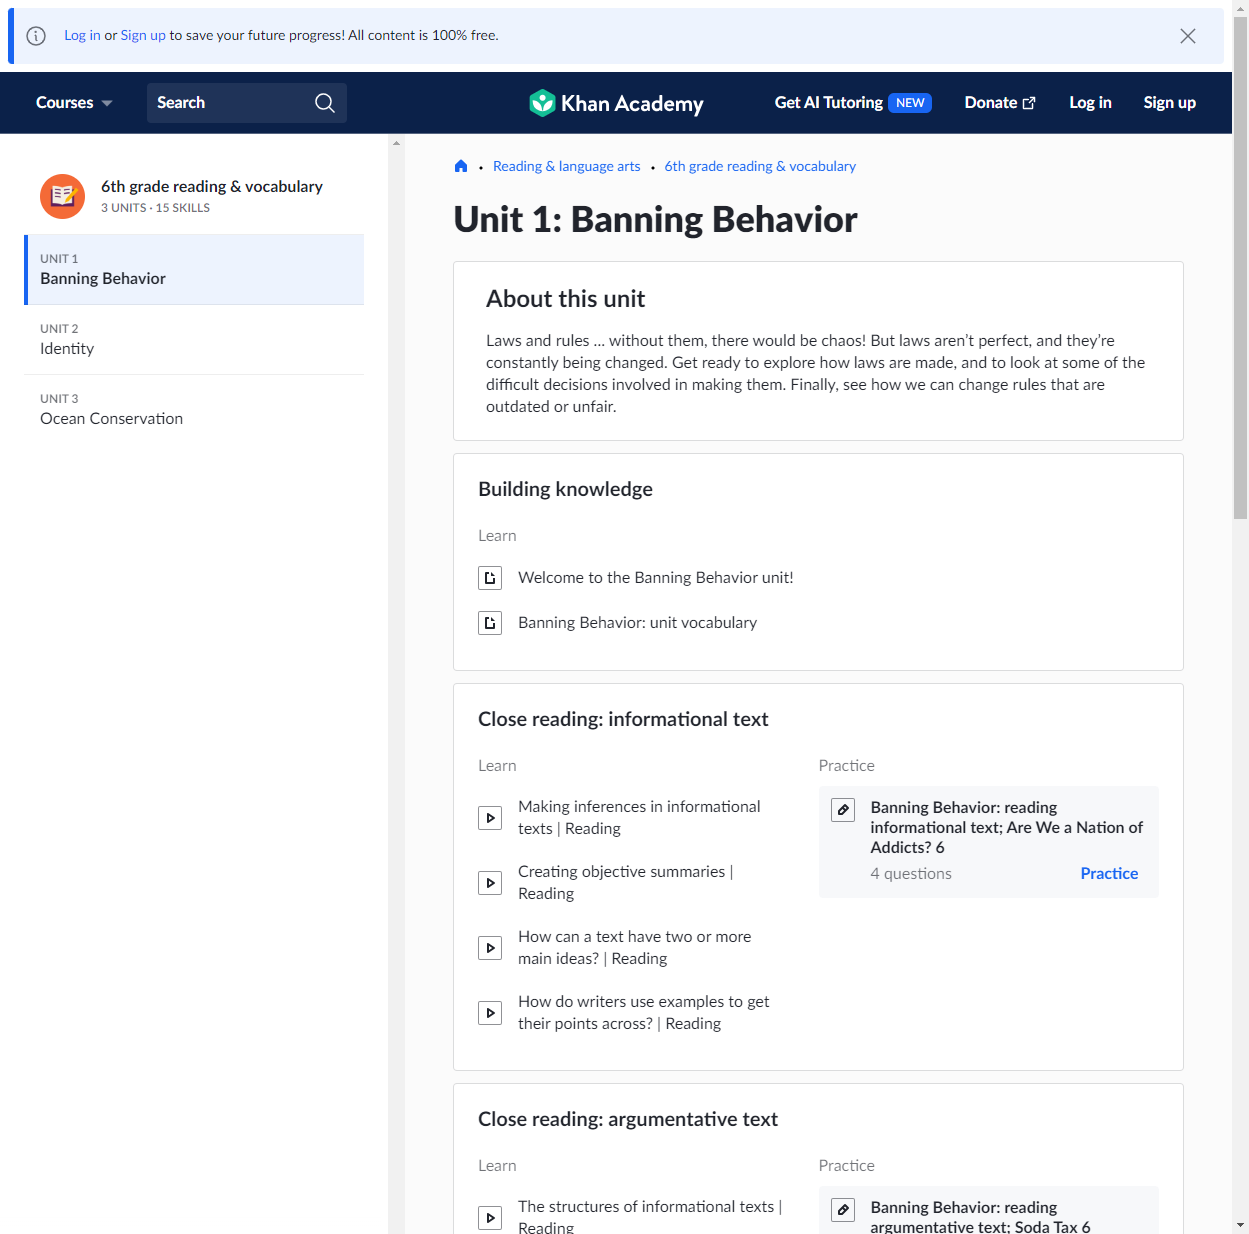 Log in or Sign up to save your future progress! All content is 100% free.
Courses
Search
Khan Academy
Get AI Tutoring NEW
Donate
Log in
Sign up
6th grade reading & vocabulary
3 UNITS · 15 SKILLS
UNIT 1
Banning Behavior
UNIT 2
Identity
UNIT 3
Ocean Conservation
Reading & language arts • 6th grade reading & vocabulary
Unit 1: Banning Behavior
About this unit
Laws and rules ... without them, there would be chaos! But laws aren’t perfect, and they’re
constantly being changed. Get ready to explore how laws are made, and to look at some of the
difficult decisions involved in making them. Finally, see how we can change rules that are
outdated or unfair.
Building knowledge
Learn
Welcome to the Banning Behavior unit!
Banning Behavior: unit vocabulary
Close reading: informational text
Learn
Making inferences in informational
texts | Reading
Creating objective summaries |
Reading
How can a text have two or more
main ideas? | Reading
How do writers use examples to get
their points across? | Reading
Practice
Banning Behavior: reading
informational text; Are We a Nation of
Addicts? 6
4 questions
Practice
Close reading: argumentative text
Learn
The structures of informational texts |
Reading
Practice
Banning Behavior: reading
argumentative text; Soda Tax 6